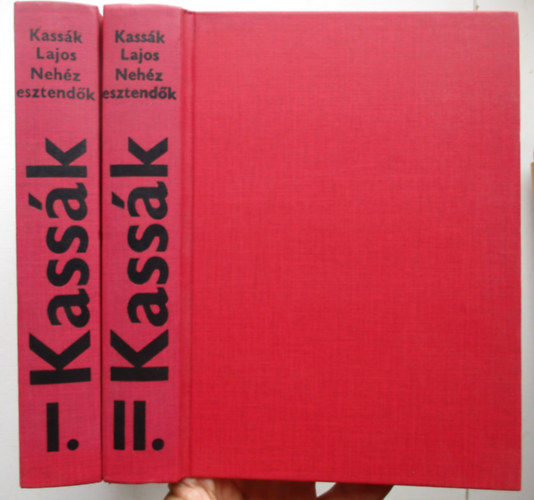 Kassák
Lajos
Nehéz
esztendők
I. Kassák
Kassák
Lajos
Nehéz
esztendők
II. Kassák